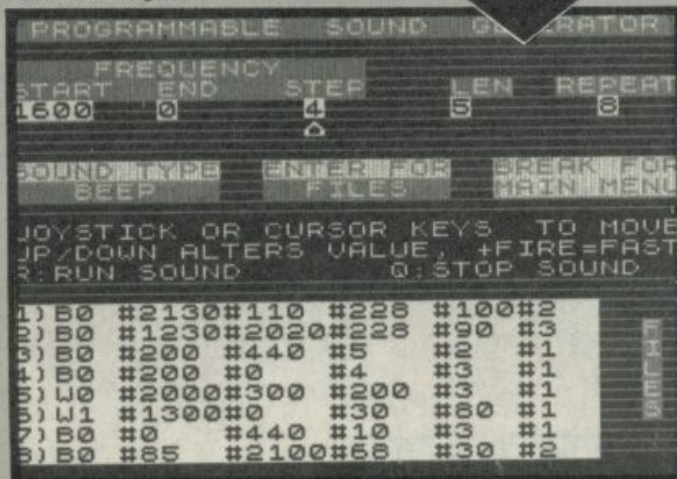 PROGRAMMABLE SOUND GENERATOR
FREQUENCY
START END STEP LEN REPEAT
1600 0 4 5 8
SOUND TYPE ENTER FOR BREAK FOR
BEEP FILES MAIN MENU
JOYSTICK OR CURSOR KEYS TO MOVE
UP/DOWN ALTERS VALUE, +FIRE=FAST
R:RUN SOUND Q:STOP SOUND
1)B0 #2130#110 #228 #100#2
2)B0 #1230#2020#228 #90 #3
3)B0 #200 #440 #5 #2 #1
4)B0 #200 #0 #4 #3 #1
5)W0 #2000#300 #200 #3 #1
6)W1 #1300#0 #30 #80 #1
7)B0 #0 #440 #10 #3 #1
8)B0 #85 #2100#68 #30 #2
FILES